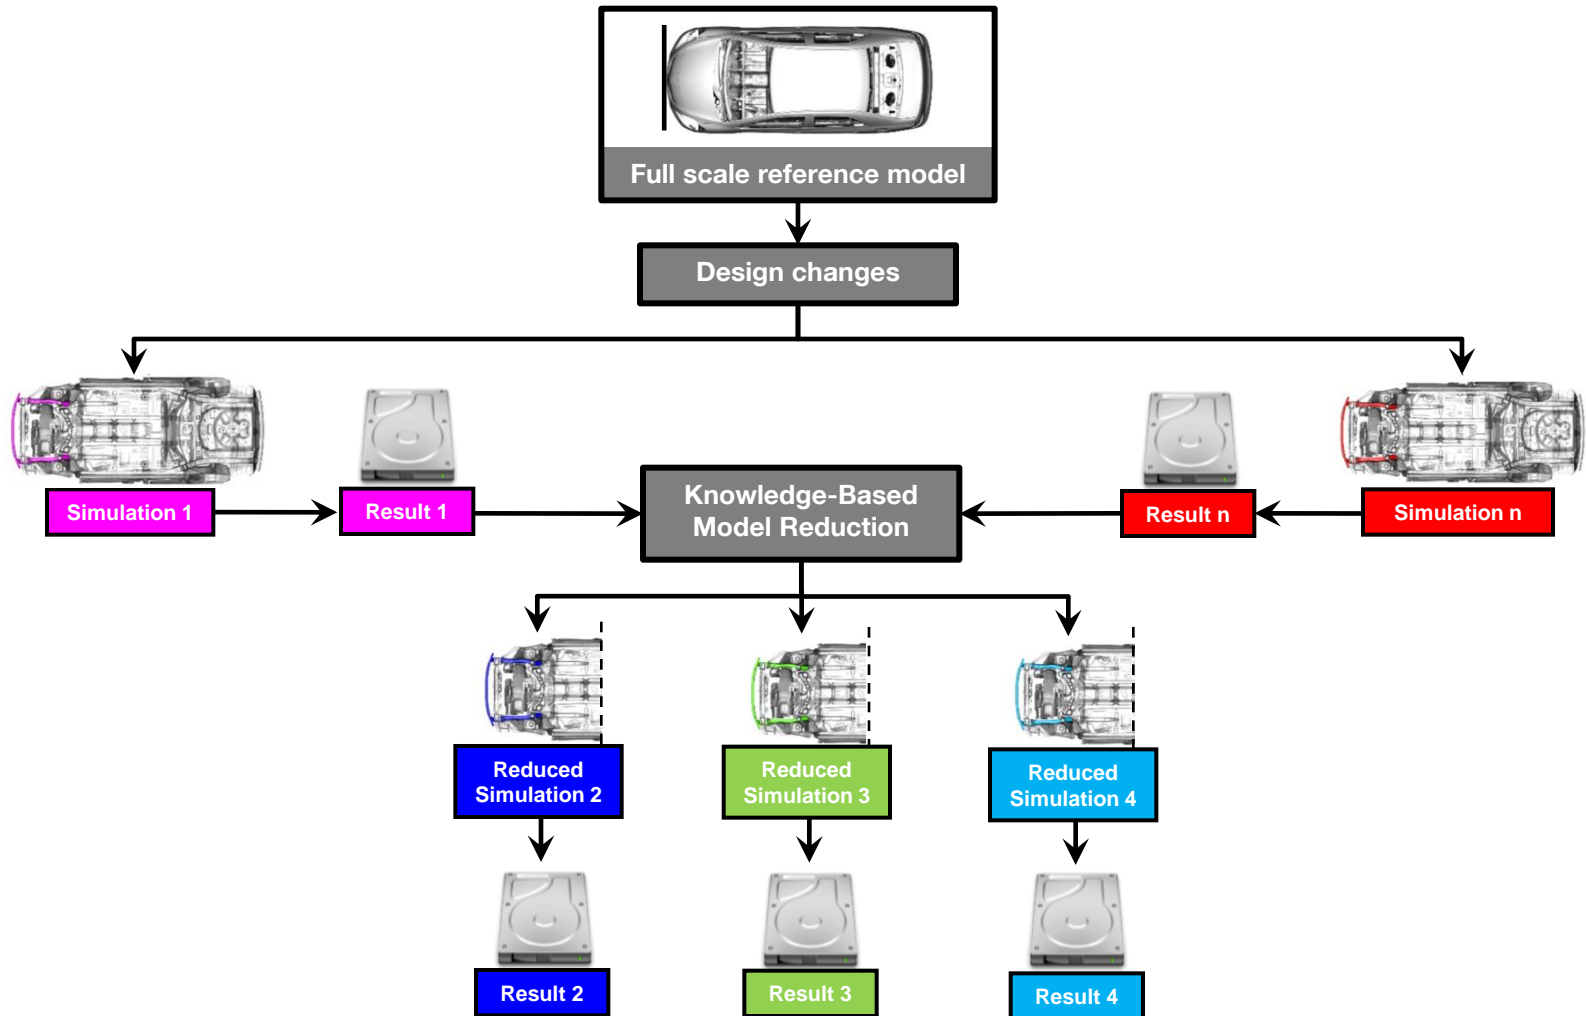 Full scale reference model
Design changes
Simulation 1
Result 1
Knowledge-Based
Model Reduction
Result n
Simulation n
Reduced
Simulation 2
Reduced
Simulation 3
Reduced
Simulation 4
Result 2
Result 3
Result 4